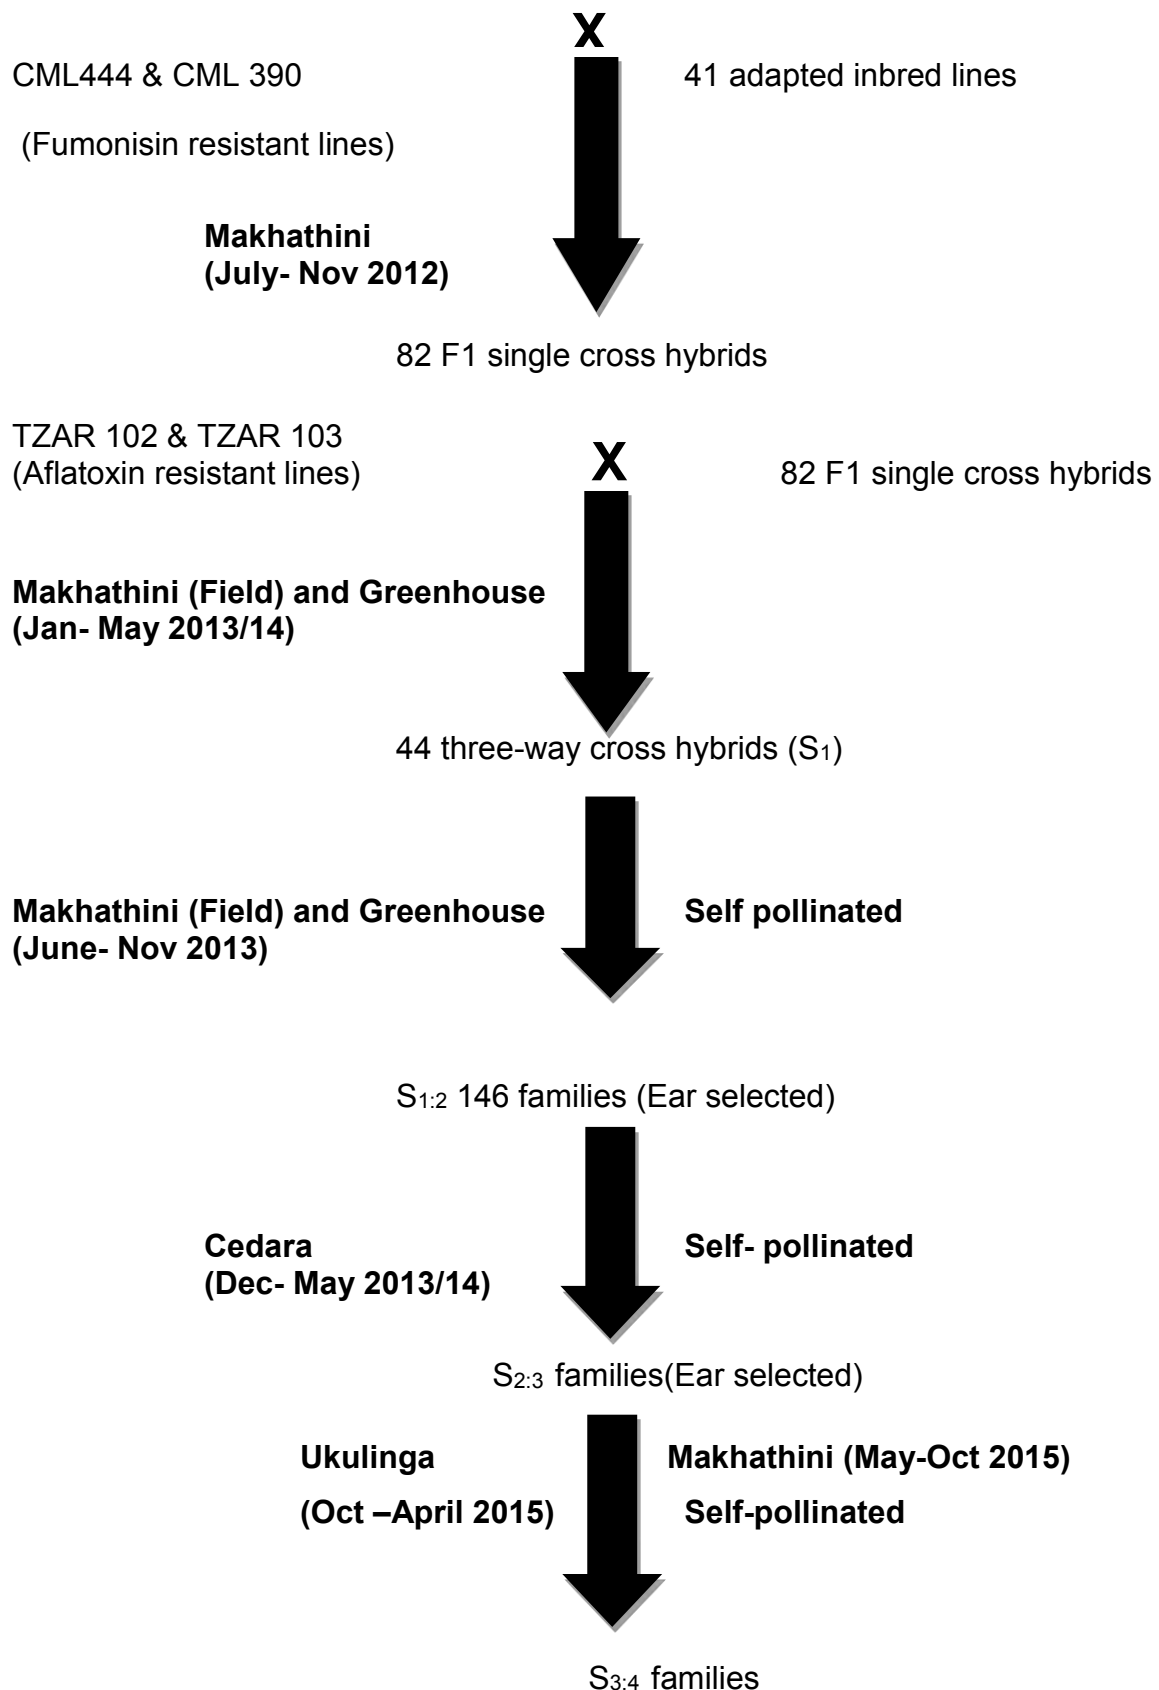 X
CML444 & CML 390
41 adapted inbred lines
(Fumonisin resistant lines)
Makhathini
(July- Nov 2012)
82 F1 single cross hybrids
TZAR 102 & TZAR 103
(Aflatoxin resistant lines)
X
82 F1 single cross hybrids
Makhathini (Field) and Greenhouse
(Jan- May 2013/14)
44 three-way cross hybrids (S1)
Makhathini (Field) and Greenhouse
(June- Nov 2013)
Self pollinated
S1:2 146 families (Ear selected)
Cedara
(Dec- May 2013/14)
Self- pollinated
S2:3 families(Ear selected)
Ukulinga
(Oct –April 2015)
Makhathini (May-Oct 2015)
Self-pollinated
S3:4 families